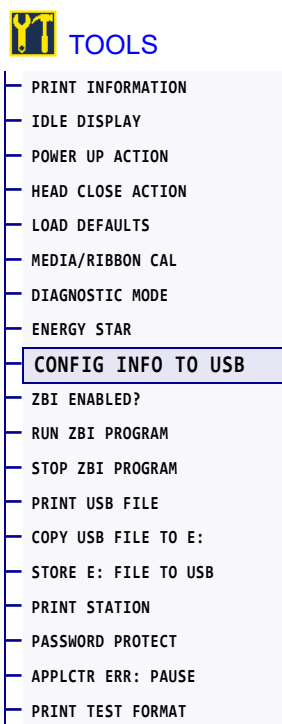 TOOLS
PRINT INFORMATION
IDLE DISPLAY
POWER UP ACTION
HEAD CLOSE ACTION
LOAD DEFAULTS
MEDIA/RIBBON CAL
DIAGNOSTIC MODE
ENERGY STAR
CONFIG INFO TO USB
ZBI ENABLED?
RUN ZBI PROGRAM
STOP ZBI PROGRAM
PRINT USB FILE
COPY USB FILE TO E:
STORE E: FILE TO USB
PRINT STATION
PASSWORD PROTECT
APPLCTR ERR: PAUSE
PRINT TEST FORMAT